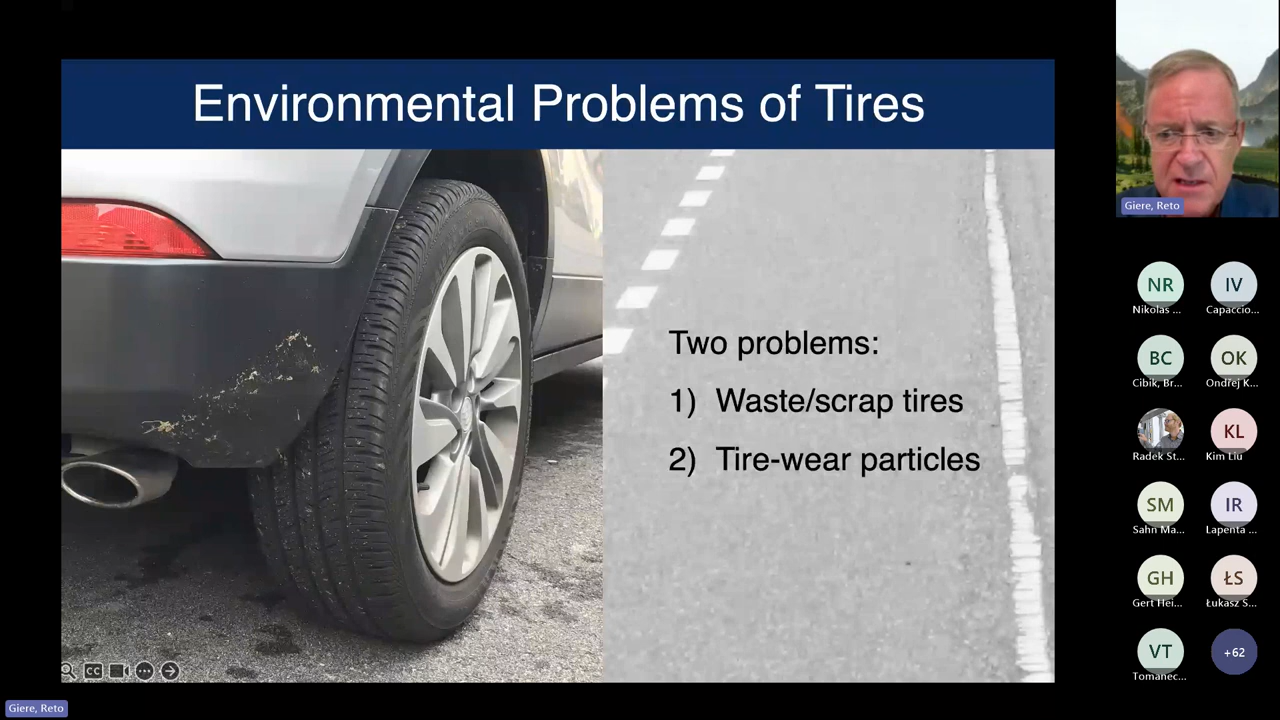 Environmental Problems of Tires
Two problems:
1) Waste/scrap tires
2) Tire-wear particles
CC
Giere, Reto
Giere, Reto
NR
IV
Nikolas ...
Capaccio...
BC
OK
Cibik, Br...
Ondřej K...
KL
Radek St...
Kim Liu
SM
IR
Sahn Ma...
Lapenta ...
GH
ŁS
Gert Hei...
Łukasz S...
VT
+62
Tomanec...